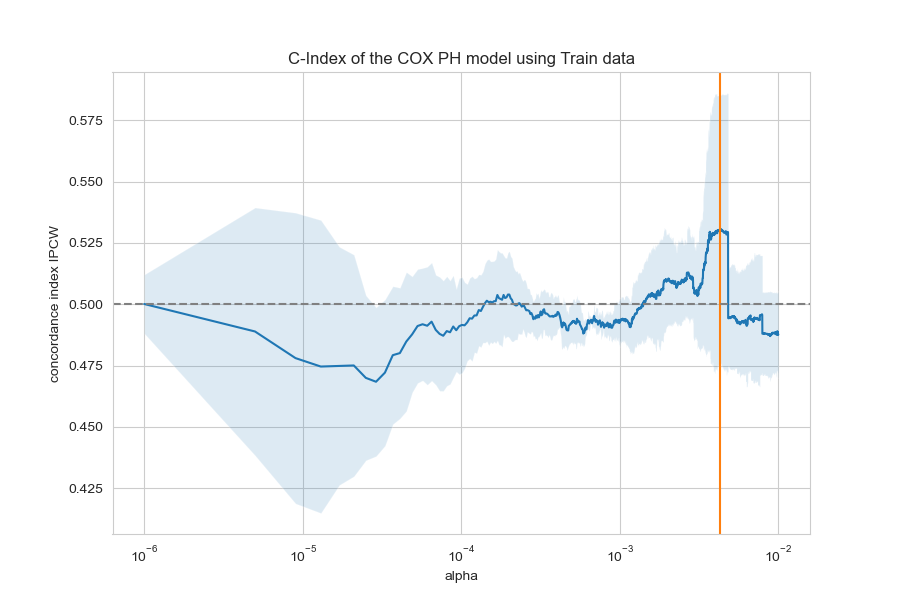 C-Index of the COX PH model using Train data
concordance index IPCW
0.575
0.550
0.525
0.500
0.475
0.450
0.425
10⁻⁶ 10⁻⁵ 10⁻⁴ 10⁻³ 10⁻²
alpha